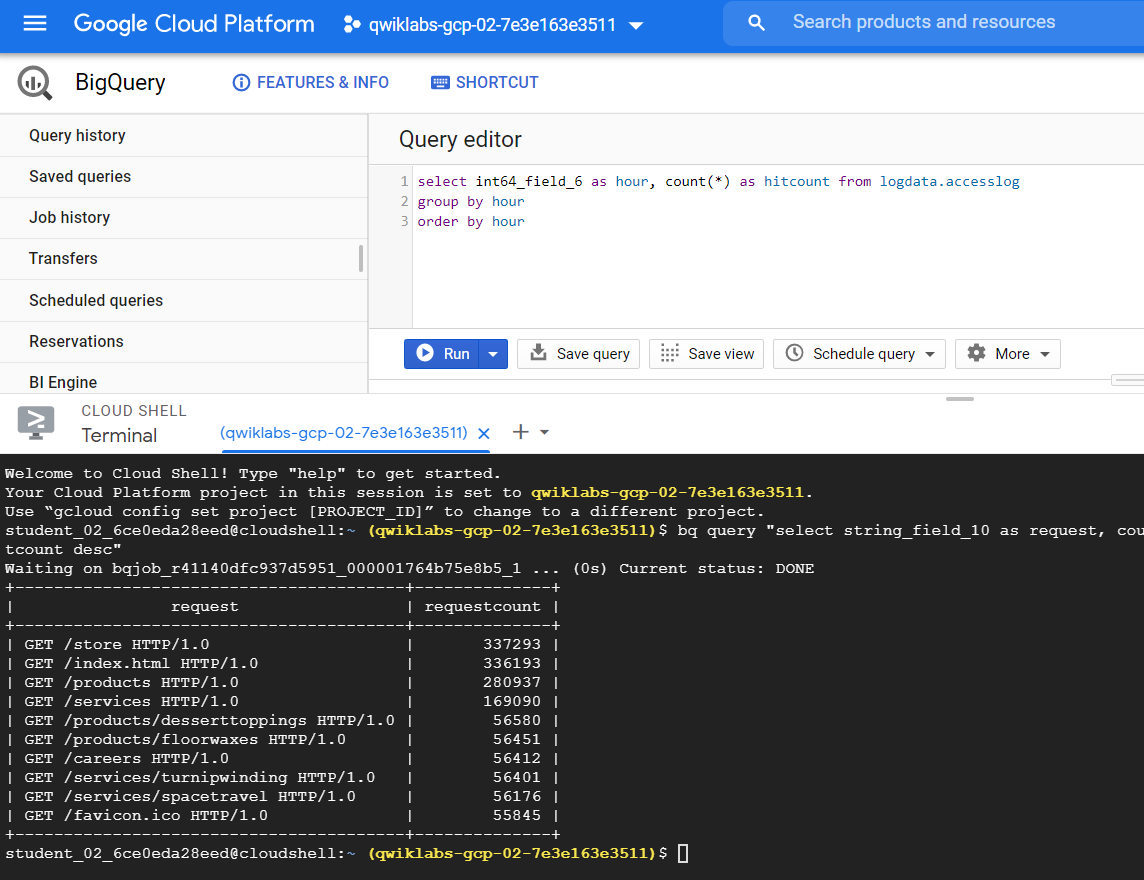 Google Cloud Platform qwiklabs-gcp-02-7e3e163e3511 Search products and resources
BigQuery FEATURES & INFO SHORTCUT
Query history
Saved queries
Job history
Transfers
Scheduled queries
Reservations
BI Engine
Query editor
1 select int64_field_6 as hour, count(*) as hitcount from logdata.accesslog
2 group by hour
3 order by hour
Run Save query Save view Schedule query More
CLOUD SHELL
Terminal (qwiklabs-gcp-02-7e3e163e3511)
Welcome to Cloud Shell! Type "help" to get started.
Your Cloud Platform project in this session is set to qwiklabs-gcp-02-7e3e163e3511.
Use “gcloud config set project [PROJECT_ID]” to change to a different project.
student_02_6ce0eda28eed@cloudshell:~ (qwiklabs-gcp-02-7e3e163e3511)$ bq query "select string_field_10 as request, cou
tcount desc"
Waiting on bqjob_r41140dfc937d5951_000001764b75e8b5_1 ... (0s) Current status: DONE
+----------------------------------------+--------------+
| request | requestcount |
+----------------------------------------+--------------+
| GET /store HTTP/1.0 | 337293 |
| GET /index.html HTTP/1.0 | 336193 |
| GET /products HTTP/1.0 | 280937 |
| GET /services HTTP/1.0 | 169090 |
| GET /products/desserttoppings HTTP/1.0 | 56580 |
| GET /products/floorwaxes HTTP/1.0 | 56451 |
| GET /careers HTTP/1.0 | 56412 |
| GET /services/turnipwinding HTTP/1.0 | 56401 |
| GET /services/spacetravel HTTP/1.0 | 56176 |
| GET /favicon.ico HTTP/1.0 | 55845 |
+----------------------------------------+--------------+
student_02_6ce0eda28eed@cloudshell:~ (qwiklabs-gcp-02-7e3e163e3511)$